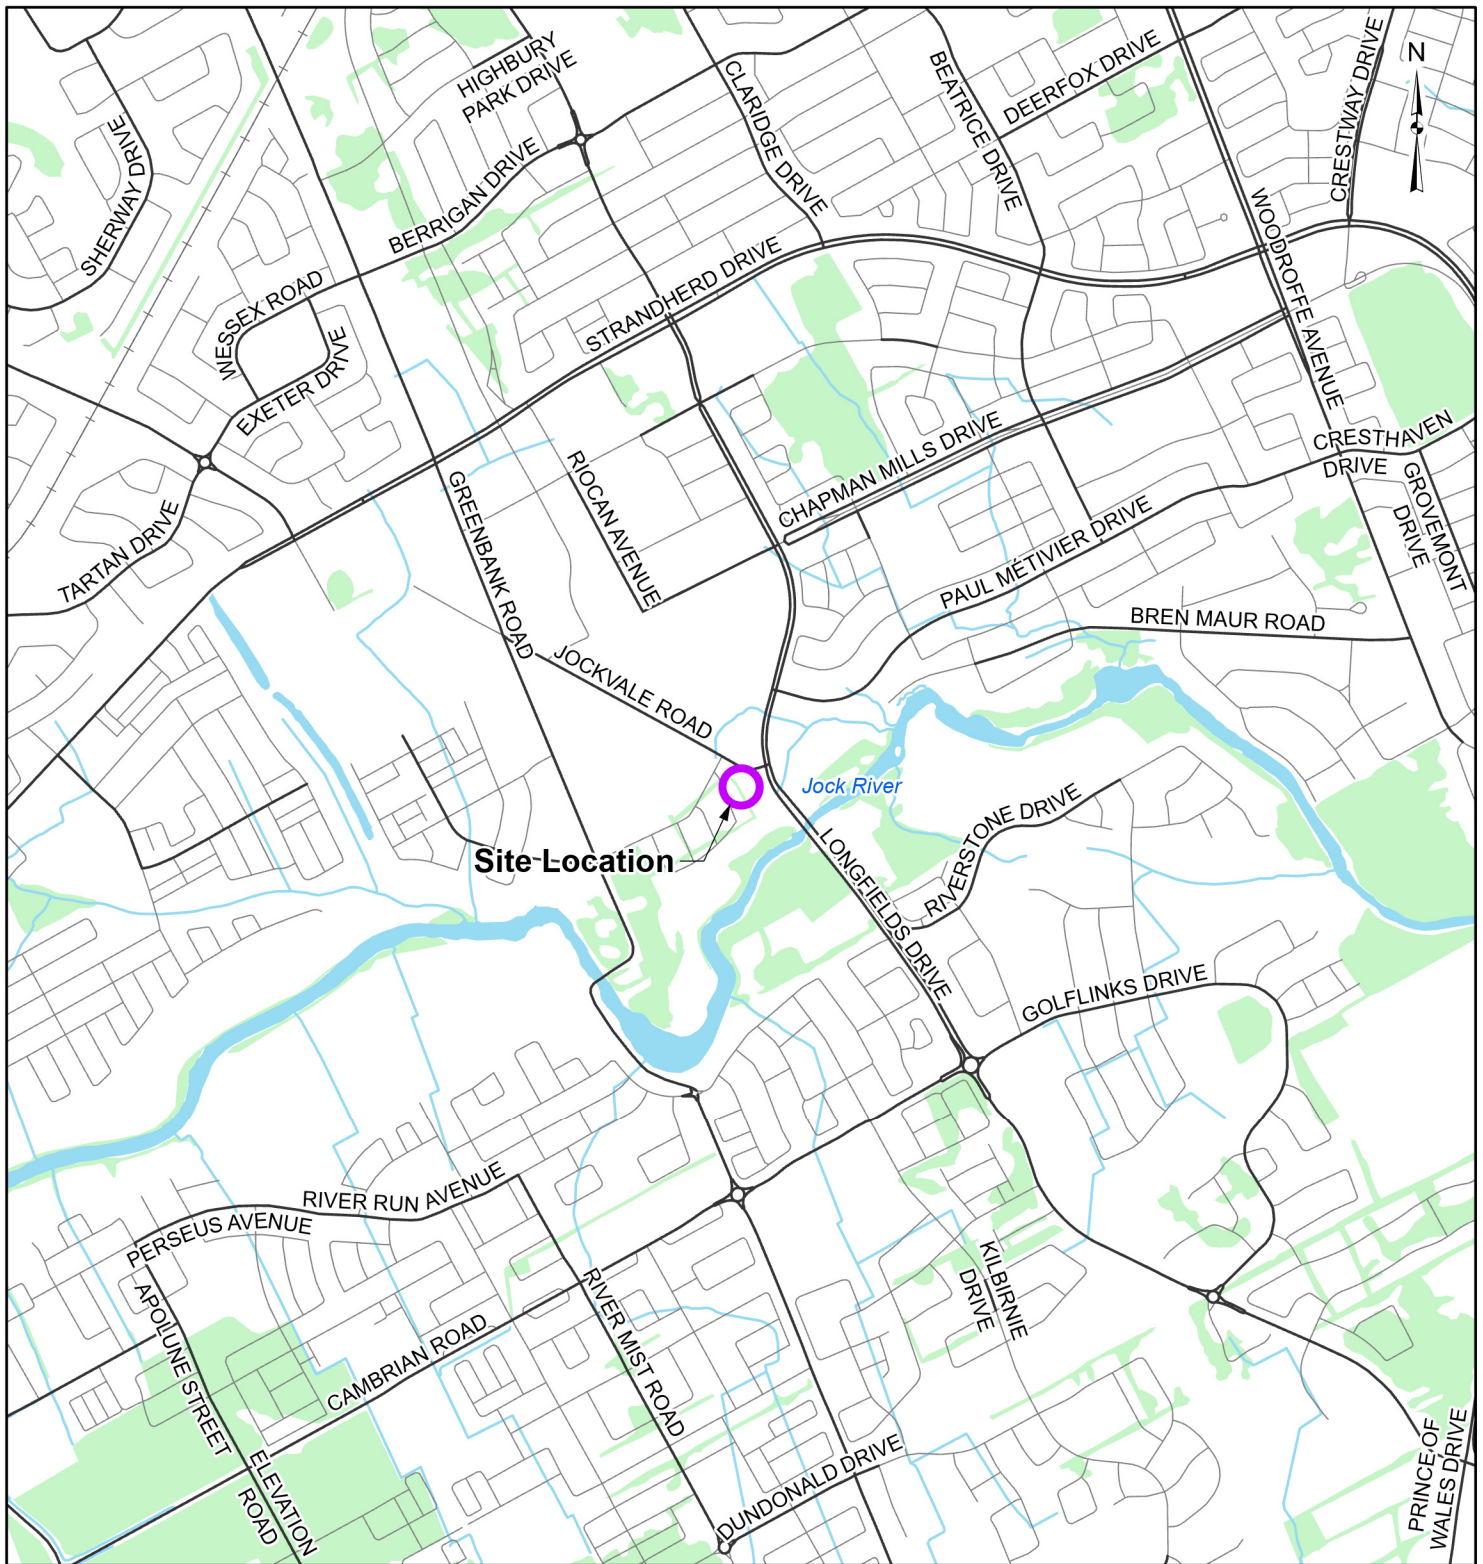 HIGHBURY
PARK DRIVE
CLARIDGE DRIVE
BEATRICE DRIVE
DEERFOX DRIVE
CRESTWAY DRIVE
N
SHERWAY DRIVE
BERRIGAN DRIVE
WOODROFFE AVENUE
WESSEX ROAD
STRANDHERD DRIVE
EXETER DRIVE
CRESTHAVEN
DRIVE
GROVEMONT
DRIVE
CHAPMAN MILLS DRIVE
RIOCAN AVENUE
GREENBANK ROAD
TARTAN DRIVE
PAUL MÉTIVIER DRIVE
BREN MAUR ROAD
JOCKVALE ROAD
Jock River
RIVERSTONE DRIVE
Site Location
LONGFIELDS DRIVE
GOLFLINKS DRIVE
RIVER RUN AVENUE
PERSEUS AVENUE
KILBIRNIE
DRIVE
APOLUNE STREET
RIVER MIST ROAD
CAMBRIAN ROAD
ELEVATION
ROAD
DUNDONALD DRIVE
PRINCE OF
WALES DRIVE